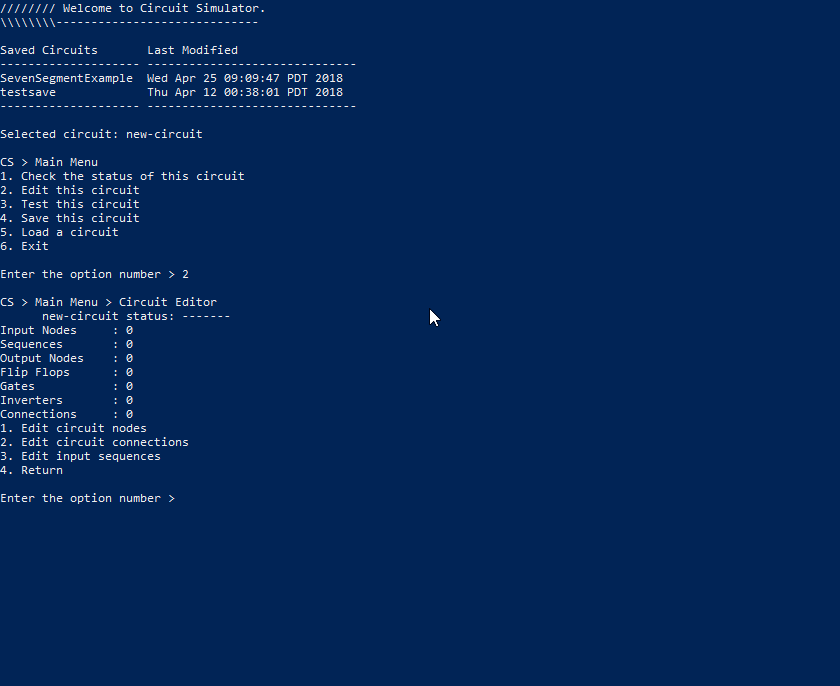 //////// Welcome to Circuit Simulator.
\\\\\\\\-----------------------------
Saved Circuits       Last Modified
-------------------- ------------------------------
SevenSegmentExample  Wed Apr 25 09:09:47 PDT 2018
testsave             Thu Apr 12 00:38:01 PDT 2018
-------------------- ------------------------------
Selected circuit: new-circuit
CS > Main Menu
1. Check the status of this circuit
2. Edit this circuit
3. Test this circuit
4. Save this circuit
5. Load a circuit
6. Exit
Enter the option number > 2
CS > Main Menu > Circuit Editor
      new-circuit status: -------
Input Nodes     : 0
Sequences       : 0
Output Nodes    : 0
Flip Flops      : 0
Gates           : 0
Inverters       : 0
Connections     : 0
1. Edit circuit nodes
2. Edit circuit connections
3. Edit input sequences
4. Return
Enter the option number >